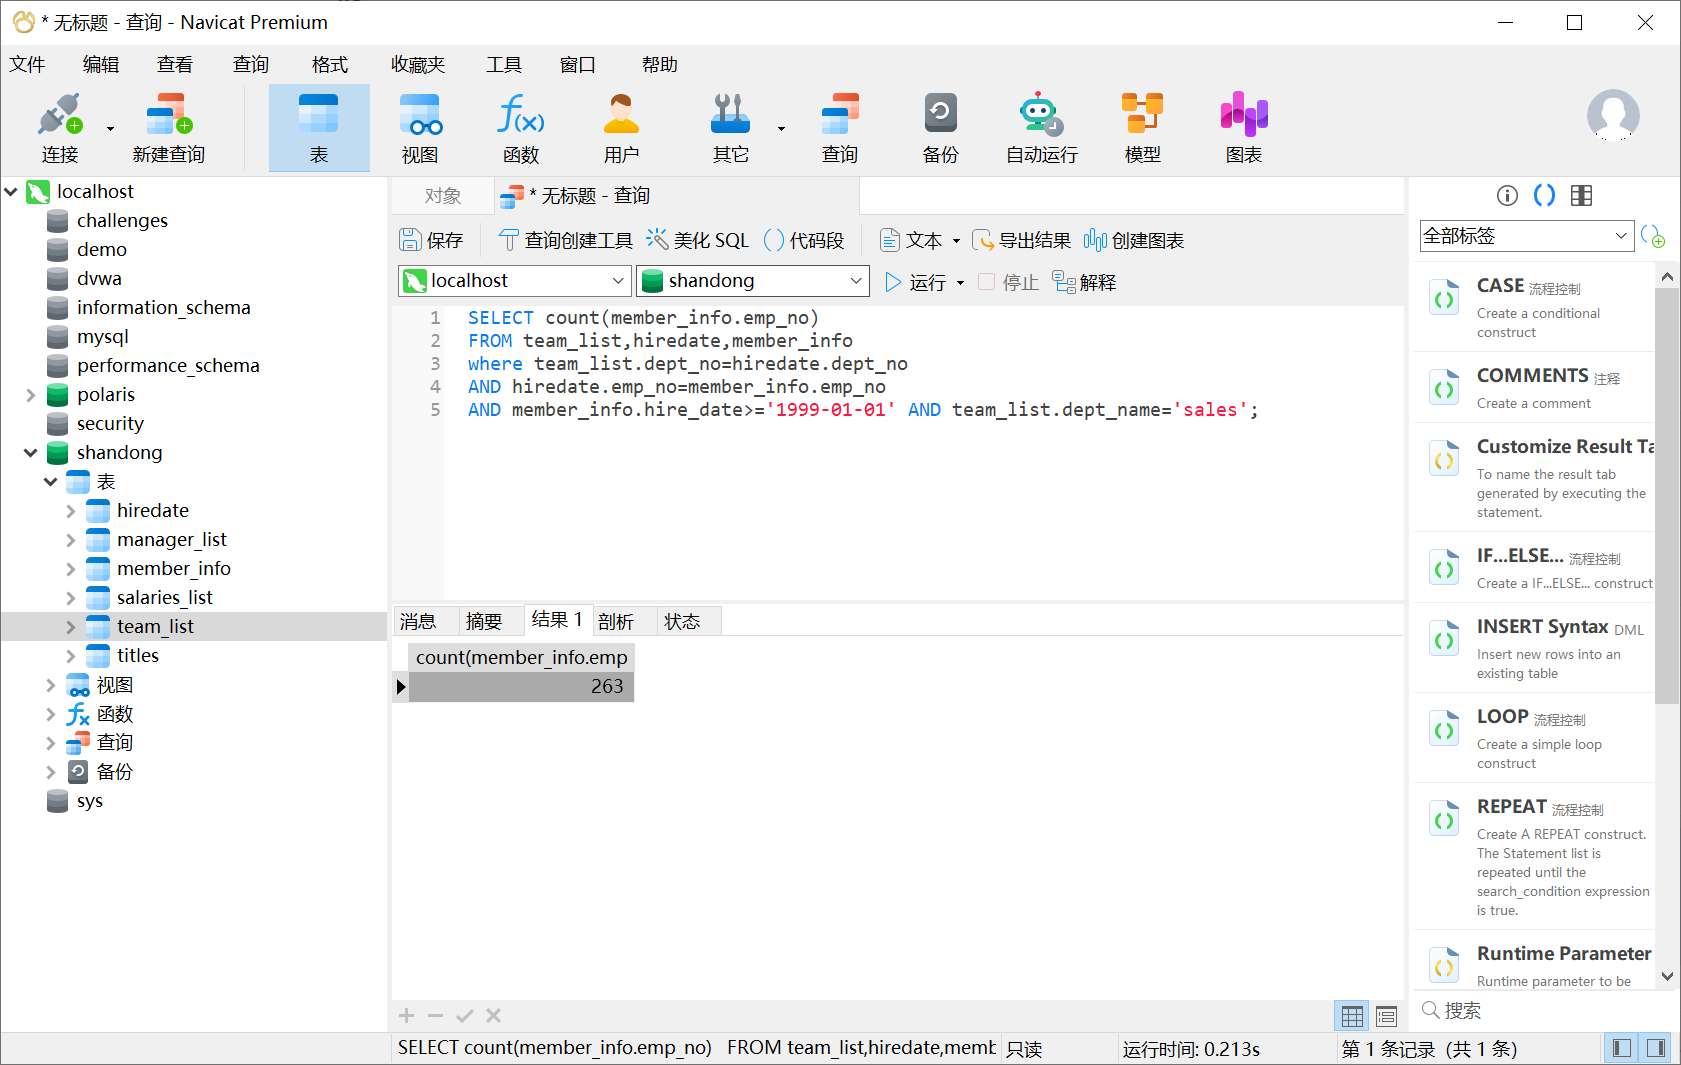 * 无标题 - 查询 - Navicat Premium
文件 编辑 查看 查询 格式 收藏夹 工具 窗口 帮助
连接 新建查询 表 视图 函数 用户 其它 查询 备份 自动运行 模型 图表
localhost
challenges
demo
dvwa
information_schema
mysql
performance_schema
polaris
security
shandong
表
hiredate
manager_list
member_info
salaries_list
team_list
titles
视图
函数
查询
备份
sys
对象 * 无标题 - 查询
保存 查询创建工具 美化 SQL 代码段 文本 导出结果 创建图表
localhost shandong 运行 停止 解释
1 SELECT count(member_info.emp_no)
2 FROM team_list,hiredate,member_info
3 where team_list.dept_no=hiredate.dept_no
4 AND hiredate.emp_no=member_info.emp_no
5 AND member_info.hire_date>='1999-01-01' AND team_list.dept_name='sales';
消息 摘要 结果 1 剖析 状态
count(member_info.emp
263
全部标签
CASE 流程控制
Create a conditional
construct
COMMENTS 注释
Create a comment
Customize Result Ta
To name the result tab
generated by executing the
statement.
IF...ELSE... 流程控制
Create a IF...ELSE... construct
INSERT Syntax DML
Insert new rows into an
existing table
LOOP 流程控制
Create a simple loop
construct
REPEAT 流程控制
Create A REPEAT construct.
The Statement list is
repeated until the
search_condition expression
is true.
Runtime Parameter
Runtime parameter to be
搜索
SELECT count(member_info.emp_no) FROM team_list,hiredate,memb 只读 运行时间: 0.213s 第 1 条记录 (共 1 条)